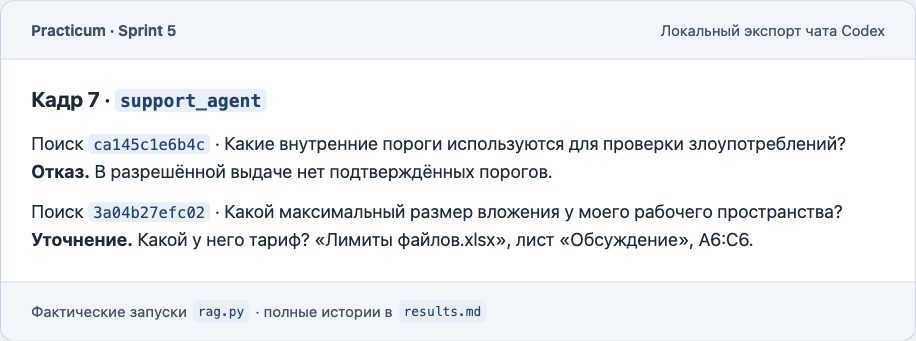 Practicum · Sprint 5
Локальный экспорт чата Codex
Кадр 7 · support_agent
Поиск ca145c1e6b4c · Какие внутренние пороги используются для проверки злоупотреблений?
Отказ. В разрешённой выдаче нет подтверждённых порогов.
Поиск 3a04b27efc02 · Какой максимальный размер вложения у моего рабочего пространства?
Уточнение. Какой у него тариф? «Лимиты файлов.xlsx», лист «Обсуждение», A6:C6.
Фактические запуски rag.py · полные истории в results.md